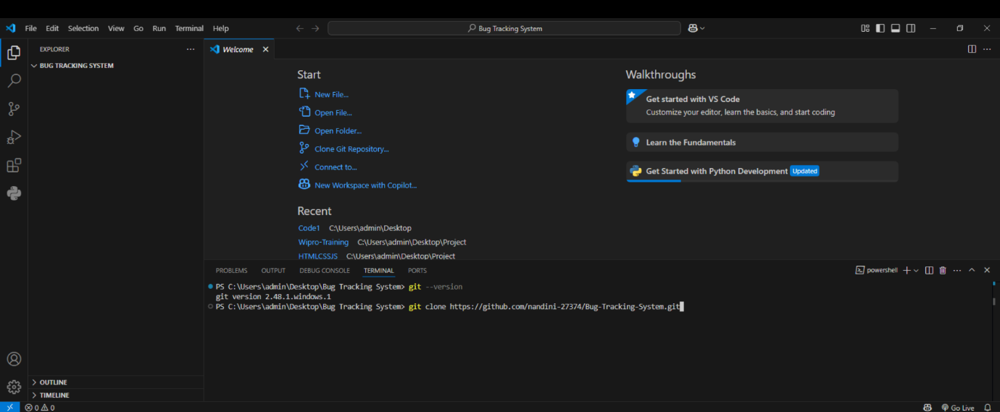 File Edit Selection View Go Run Terminal Help
Bug Tracking System
EXPLORER
BUG TRACKING SYSTEM
Welcome
Start
New File...
Open File...
Open Folder...
Clone Git Repository...
Connect to...
New Workspace with Copilot...
Recent
Code1 C:\Users\admin\Desktop
Wipro-Training C:\Users\admin\Desktop\Project
HTMLCSSJS C:\Users\admin\Desktop\Project
Walkthroughs
Get started with VS Code
Customize your editor, learn the basics, and start coding
Learn the Fundamentals
Get Started with Python Development Updated
PROBLEMS OUTPUT DEBUG CONSOLE TERMINAL PORTS
powershell
PS C:\Users\admin\Desktop\Bug Tracking System> git --version
git version 2.48.1.windows.1
PS C:\Users\admin\Desktop\Bug Tracking System> git clone https://github.com/nandini-27374/Bug-Tracking-System.git
OUTLINE
TIMELINE
0 0
Go Live